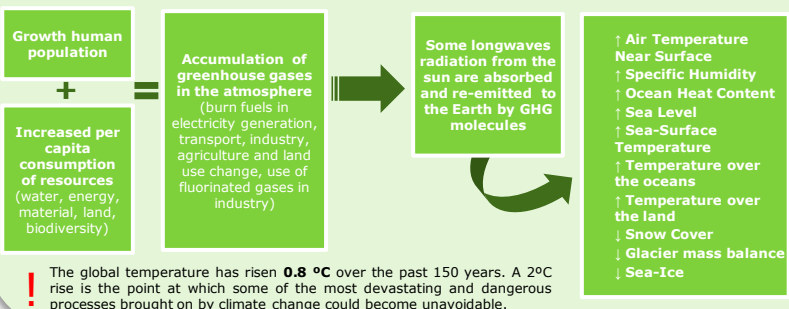 Growth human
population
+
Increased per
capita
consumption
of resources
(water, energy,
material, land,
biodiversity)
=
Accumulation of
greenhouse gases
in the atmosphere
(burn fuels in
electricity generation,
transport, industry,
agriculture and land
use change, use of
fluorinated gases in
industry)
Some longwaves
radiation from the
sun are absorbed
and re-emitted to
the Earth by GHG
molecules
↑ Air Temperature
Near Surface
↑ Specific Humidity
↑ Ocean Heat Content
↑ Sea Level
↑ Sea-Surface
Temperature
↑ Temperature over
the oceans
↑ Temperature over
the land
↓ Snow Cover
↓ Glacier mass balance
↓ Sea-Ice
! The global temperature has risen 0.8 ºC over the past 150 years. A 2ºC
rise is the point at which some of the most devastating and dangerous
processes brought on by climate change could become unavoidable.